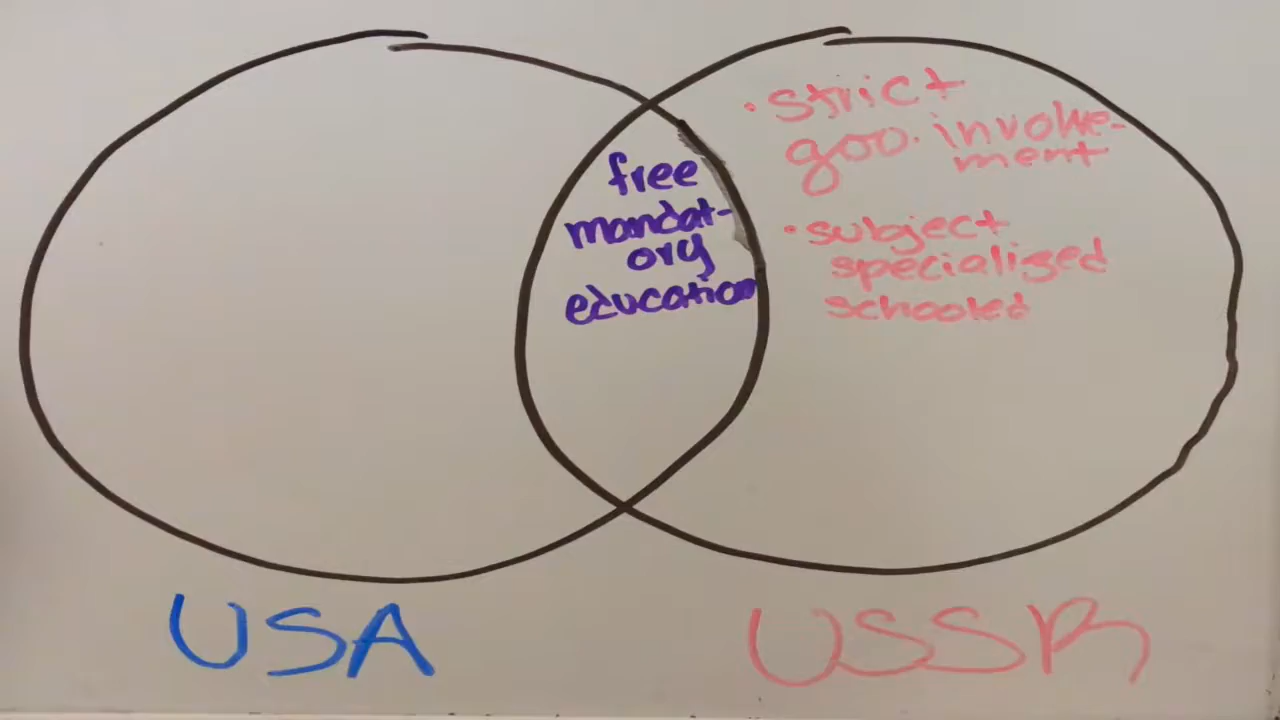 free
mandat-
ory
education
• strict
gov. involve-
ment
• subject
specialized
schooled
USA
USSR